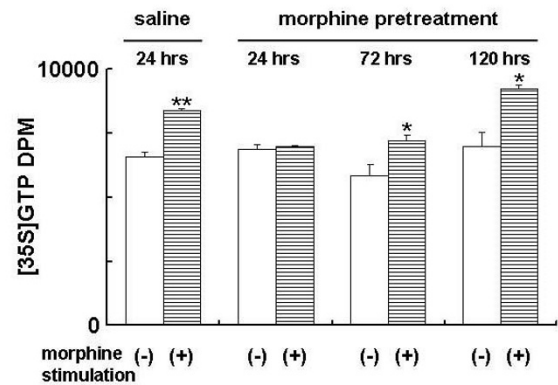 saline morphine pretreatment
24 hrs 24 hrs 72 hrs 120 hrs
10000
** * *
[35S]GTP DPM
0
morphine stimulation (-) (+) (-) (+) (-) (+) (-) (+)